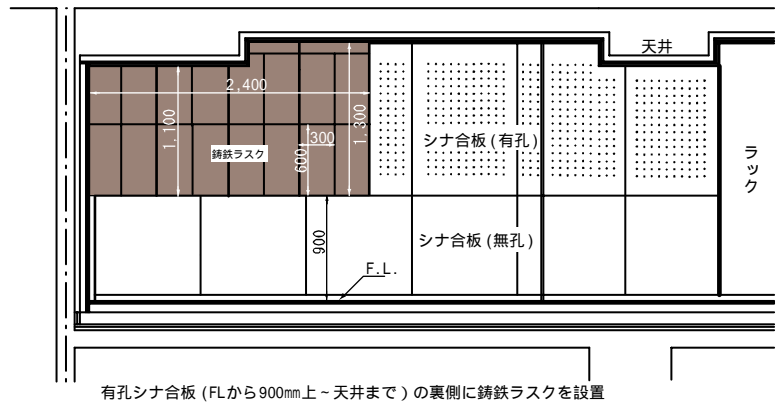 天井
2,400
1,100
1,300
300
600
鋳鉄ラスク
シナ合板(有孔)
ラック
シナ合板(無孔)
900
F.L.
有孔シナ合板(FLから900㎜上~天井まで)の裏側に鋳鉄ラスクを設置